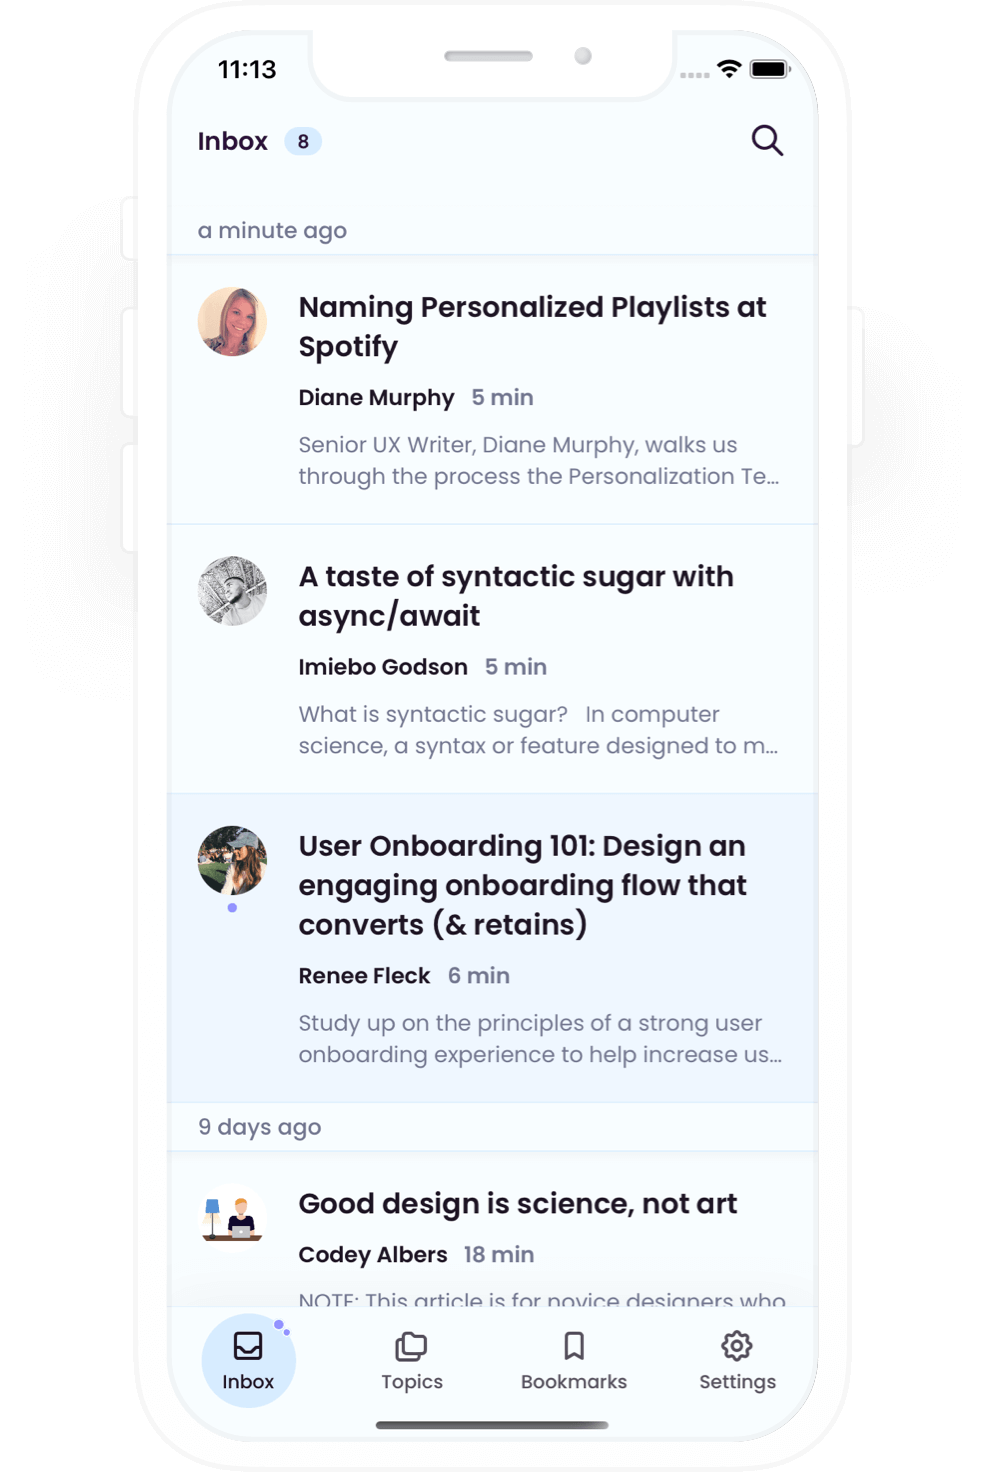 11:13
Inbox 8
a minute ago
Naming Personalized Playlists at
Spotify
Diane Murphy 5 min
Senior UX Writer, Diane Murphy, walks us
through the process the Personalization Te...
A taste of syntactic sugar with
async/await
Imiebo Godson 5 min
What is syntactic sugar? In computer
science, a syntax or feature designed to m...
User Onboarding 101: Design an
engaging onboarding flow that
converts (& retains)
Renee Fleck 6 min
Study up on the principles of a strong user
onboarding experience to help increase us...
9 days ago
Good design is science, not art
Codey Albers 18 min
NOTE: This article is for novice designers who
Inbox Topics Bookmarks Settings